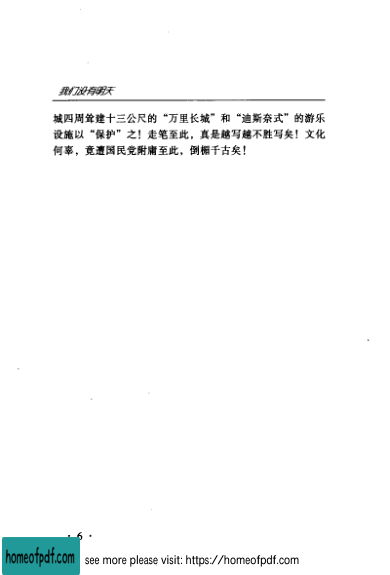 我们没有明天
城四周耸建十三公尺的“万里长城”和“迪斯奈式”的游乐
设施以“保护”之！走笔至此，真是越写越不胜写矣！文化
何辜，竟遭国民党附庸至此，倒楣千古矣！
· 6 ·
homeofpdf.com
see more please visit: https://homeofpdf.com